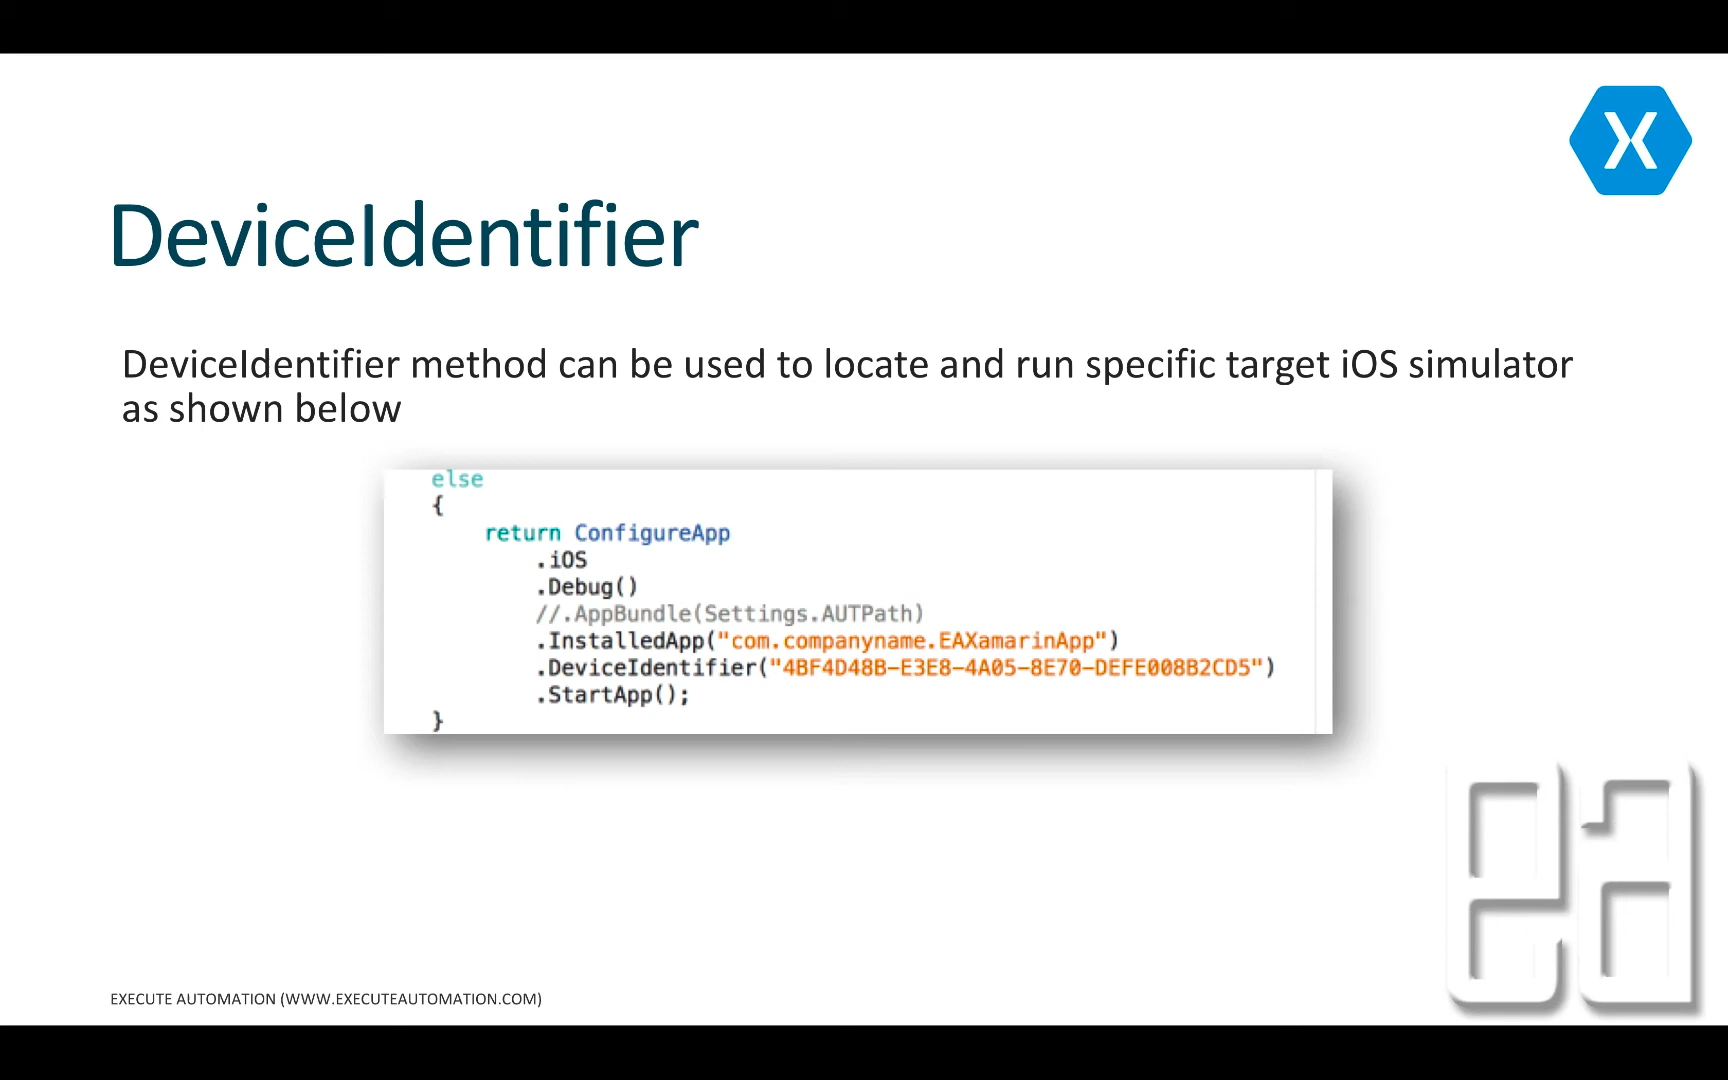 X
DeviceIdentifier
DeviceIdentifier method can be used to locate and run specific target iOS simulator
as shown below
else
{
return ConfigureApp
.iOS
.Debug()
//.AppBundle(Settings.AUTPath)
.InstalledApp("com.companyname.EAXamarinApp")
.DeviceIdentifier("4BF4D48B-E3E8-4A05-8E70-DEFE008B2CD5")
.StartApp();
}
ea
EXECUTE AUTOMATION (WWW.EXECUTEAUTOMATION.COM)